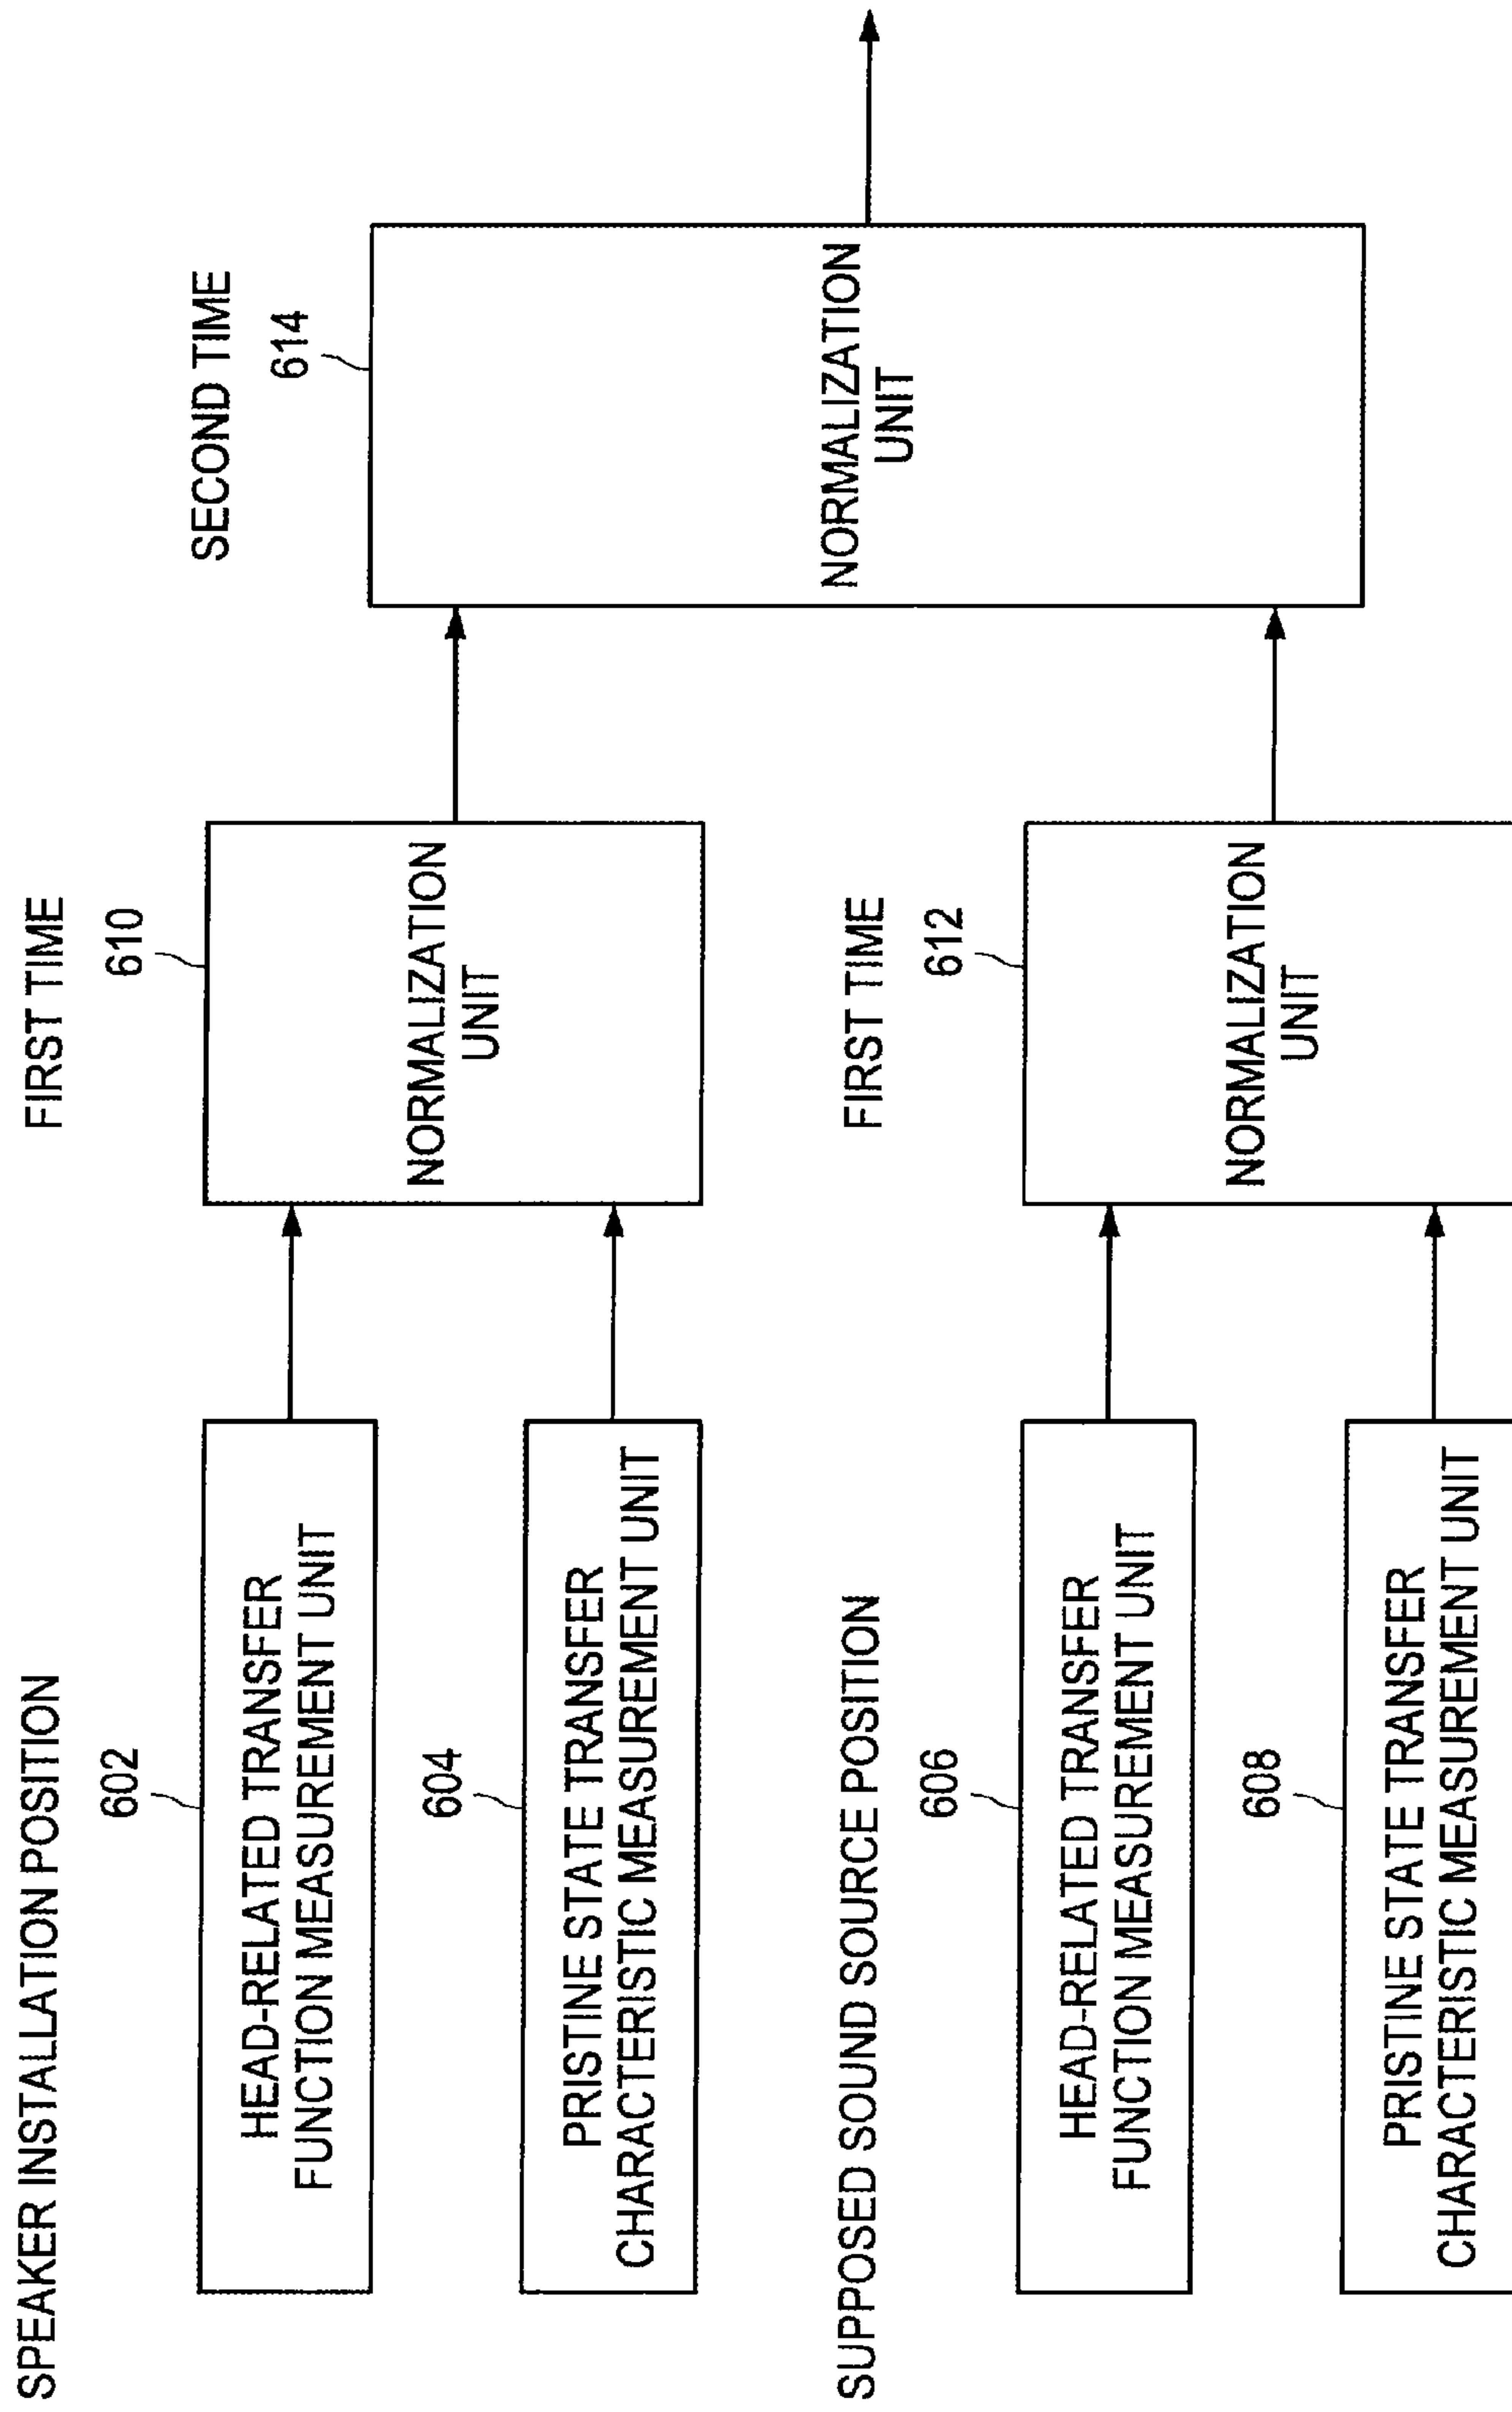 SPEAKER INSTALLATION POSITION
602
HEAD-RELATED TRANSFER
FUNCTION MEASUREMENT UNIT
604
PRISTINE STATE TRANSFER
CHARACTERISTIC MEASUREMENT UNIT
FIRST TIME
610
NORMALIZATION
UNIT
SUPPOSED SOUND SOURCE POSITION
606
HEAD-RELATED TRANSFER
FUNCTION MEASUREMENT UNIT
608
PRISTINE STATE TRANSFER
CHARACTERISTIC MEASUREMENT UNIT
FIRST TIME
612
NORMALIZATION
UNIT
SECOND TIME
614
NORMALIZATION
UNIT